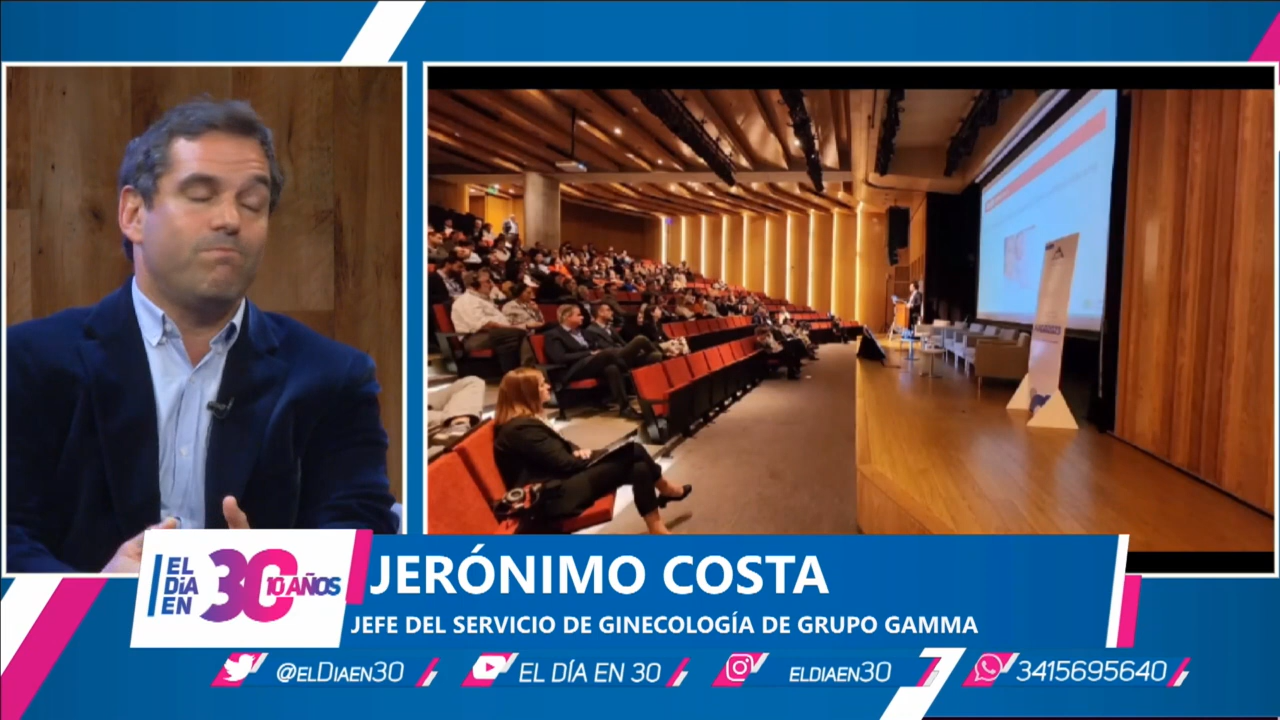 EL
DÍA
EN
30
10 AÑOS
JERÓNIMO COSTA
JEFE DEL SERVICIO DE GINECOLOGÍA DE GRUPO GAMMA
@ELDIAEN30
EL DÍA EN 30
ELDIAEN30
3415695640